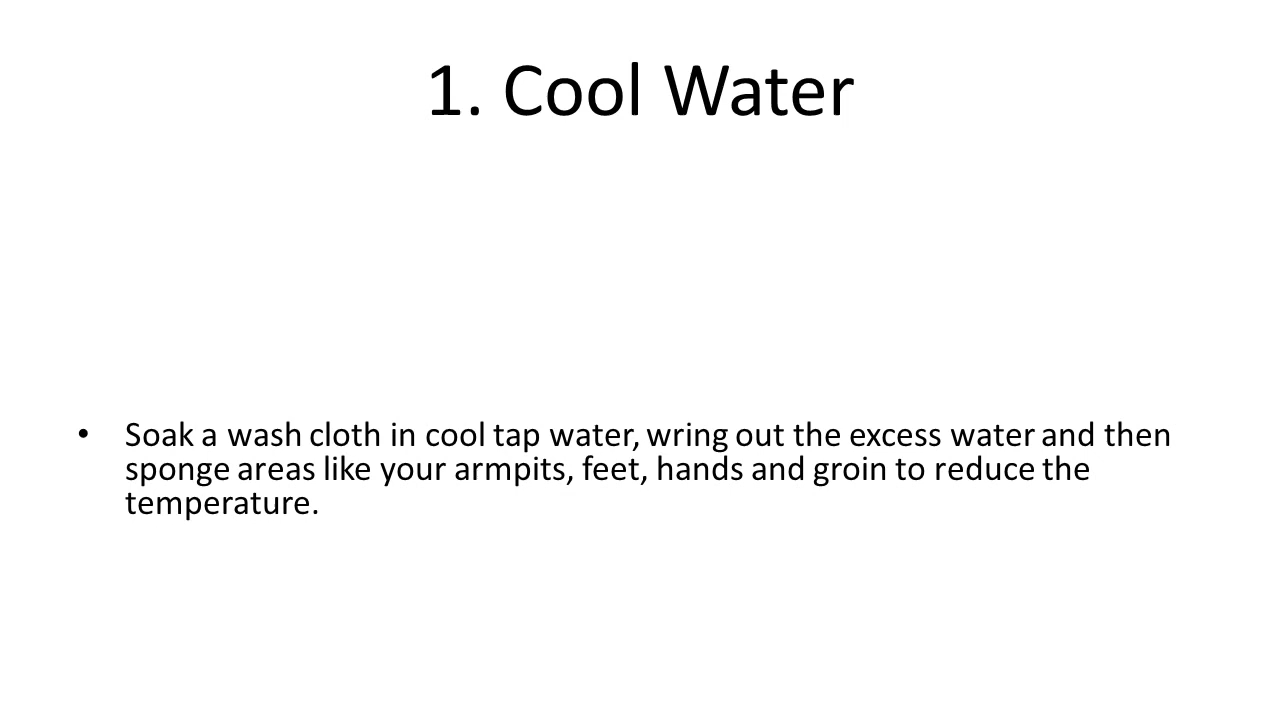 1. Cool Water
• Soak a wash cloth in cool tap water, wring out the excess water and then
sponge areas like your armpits, feet, hands and groin to reduce the
temperature.